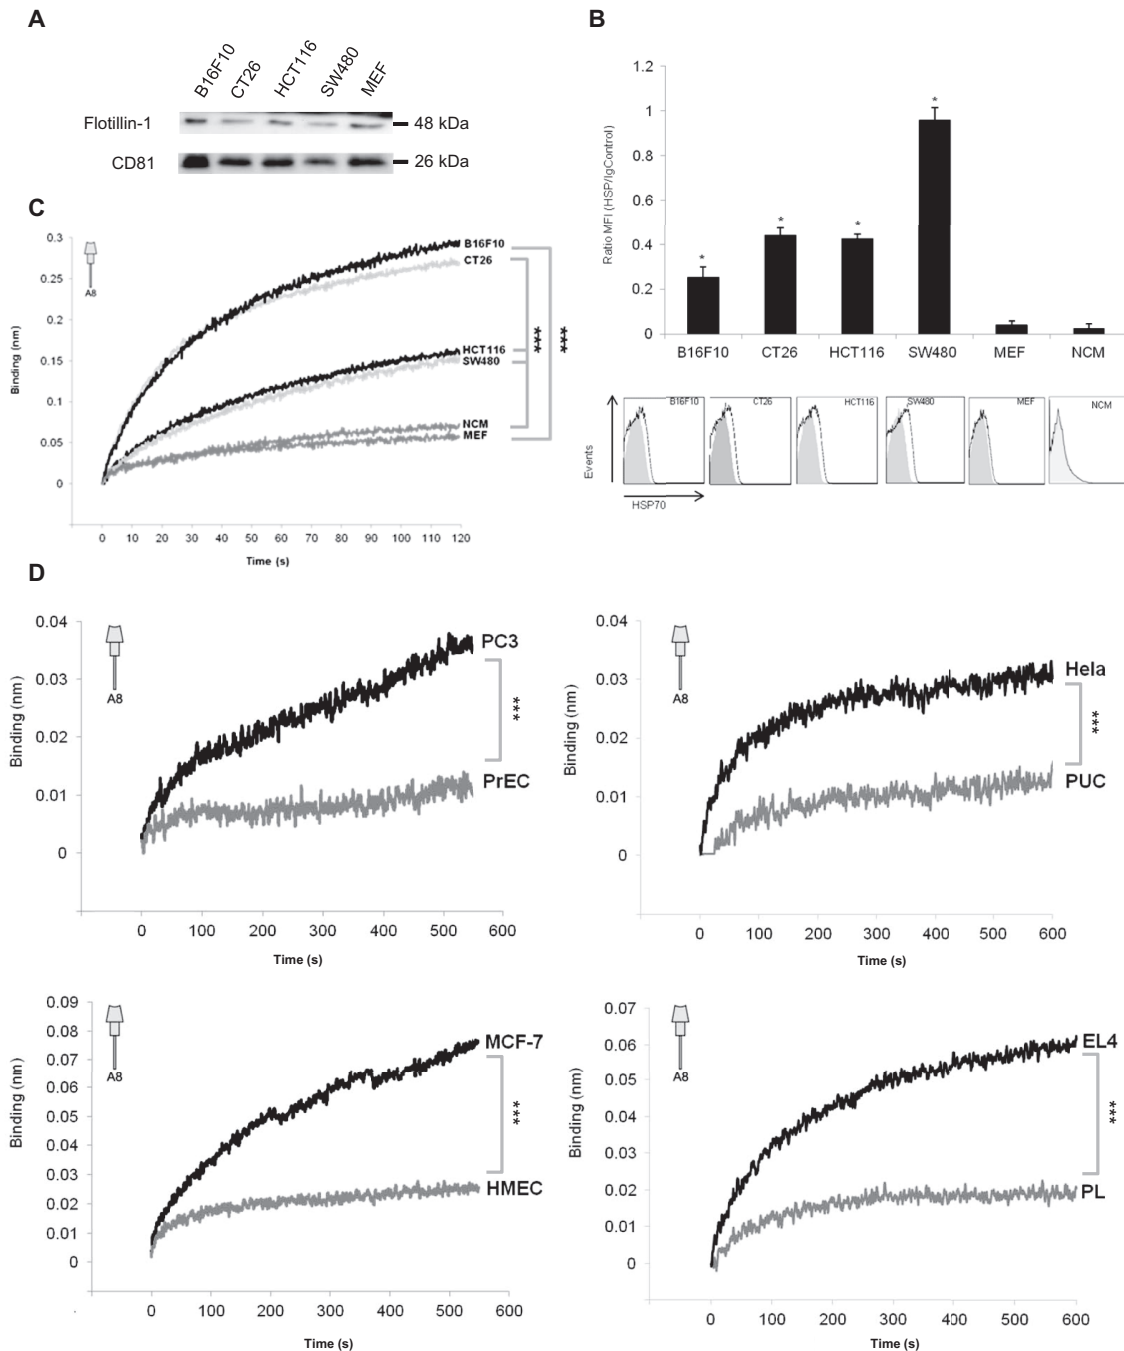 A
B16F10 CT26 HCT116 SW480 MEF
Flotillin-1 48 kDa
CD81 26 kDa
B
Ratio MFI (HSP/IgControl)
1.2
1
0.8
0.6
0.4
0.2
0
* * * *
B16F10 CT26 HCT116 SW480 MEF NCM
Events
B16F10 CT26 HCT116 SW480 MEF NCM
HSP70
C
A8
Binding (nm)
0.3
0.25
0.2
0.15
0.1
0.05
0
B16F10
CT26
HCT116
SW480
NCM
MEF
*** ***
0 10 20 30 40 50 60 70 80 90 100 110 120
Time (s)
D
A8
Binding (nm)
0.04
0.03
0.02
0.01
0
PC3
***
PrEC
0 100 200 300 400 500 600
Time (s)
A8
Binding (nm)
0.04
0.03
0.02
0.01
0
Hela
***
PUC
0 100 200 300 400 500 600
Time (s)
A8
Binding (nm)
0.09
0.08
0.07
0.06
0.05
0.04
0.03
0.02
0.01
0
MCF-7
***
HMEC
0 100 200 300 400 500 600
Time (s)
A8
Binding (nm)
0.07
0.06
0.05
0.04
0.03
0.02
0.01
0
EL4
***
PL
0 100 200 300 400 500 600
Time (s)